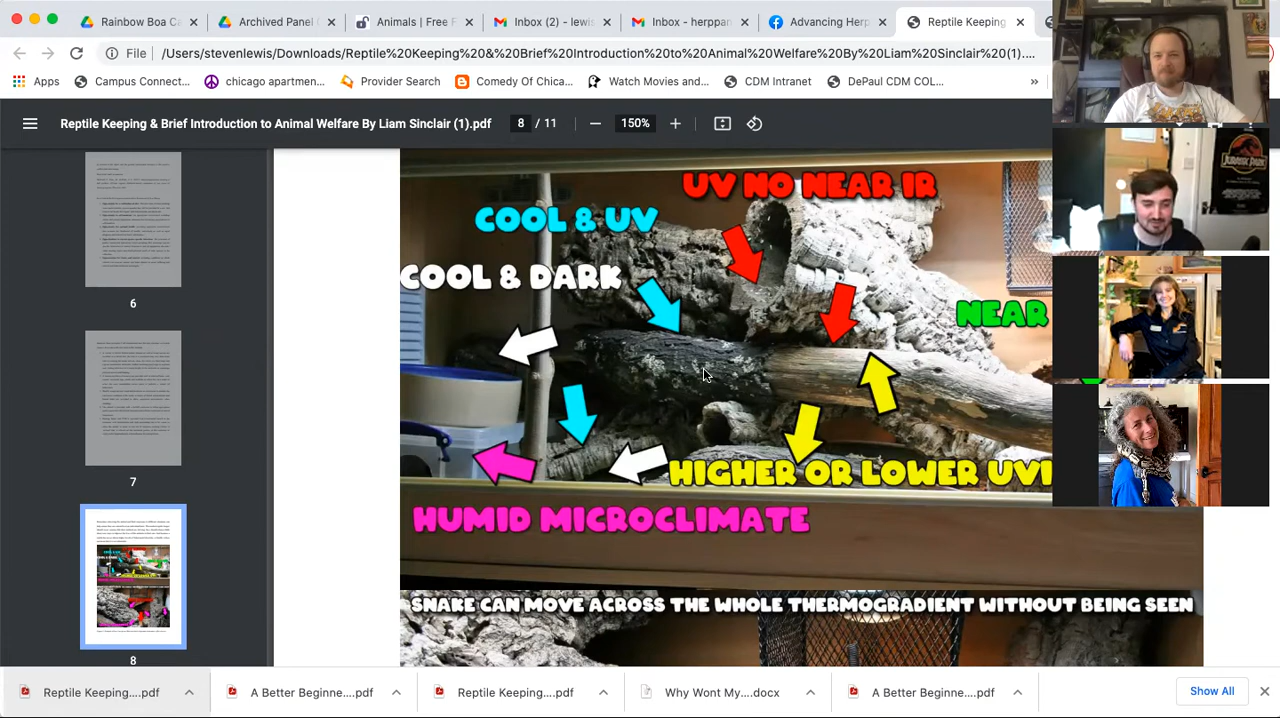 Rainbow Boa Ca
Archived Panel (
Animals | Free F
Inbox (2) - lewis
Inbox - herppan
Advancing Herp
Reptile Keeping
File
/Users/stevenlewis/Downloads/Reptile%20Keeping%20&%20Brief%20Introduction%20to%20Animal%20Welfare%20By%20Liam%20Sinclair%20(1)....
Apps
Campus Connect...
chicago apartmen...
Provider Search
Comedy Of Chica...
Watch Movies and...
CDM Intranet
DePaul CDM COL...
»
Reptile Keeping & Brief Introduction to Animal Welfare By Liam Sinclair (1).pdf
8 / 11
150%
JURASSIC PARK
6
7
8
UV NO NEAR IR
COOL & UV
COOL & DARK
NEAR
HIGHER OR LOWER UVI
HUMID MICROCLIMATE
SNAKE CAN MOVE ACROSS THE WHOLE THERMOGRADIENT WITHOUT BEING SEEN
Reptile Keeping....pdf
A Better Beginne....pdf
Reptile Keeping....pdf
Why Wont My....docx
A Better Beginne....pdf
Show All